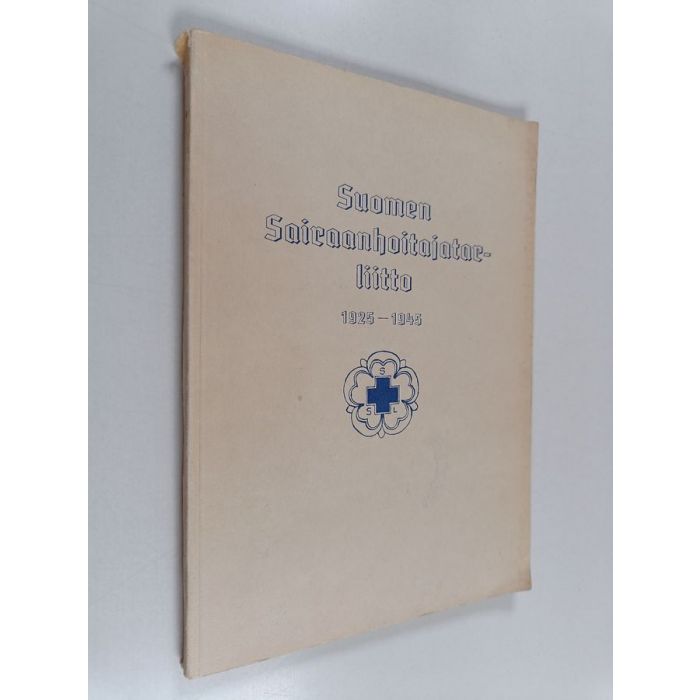 Suomen
Sairaanhoitajatar-
liitto
1925 – 1945
S
S L